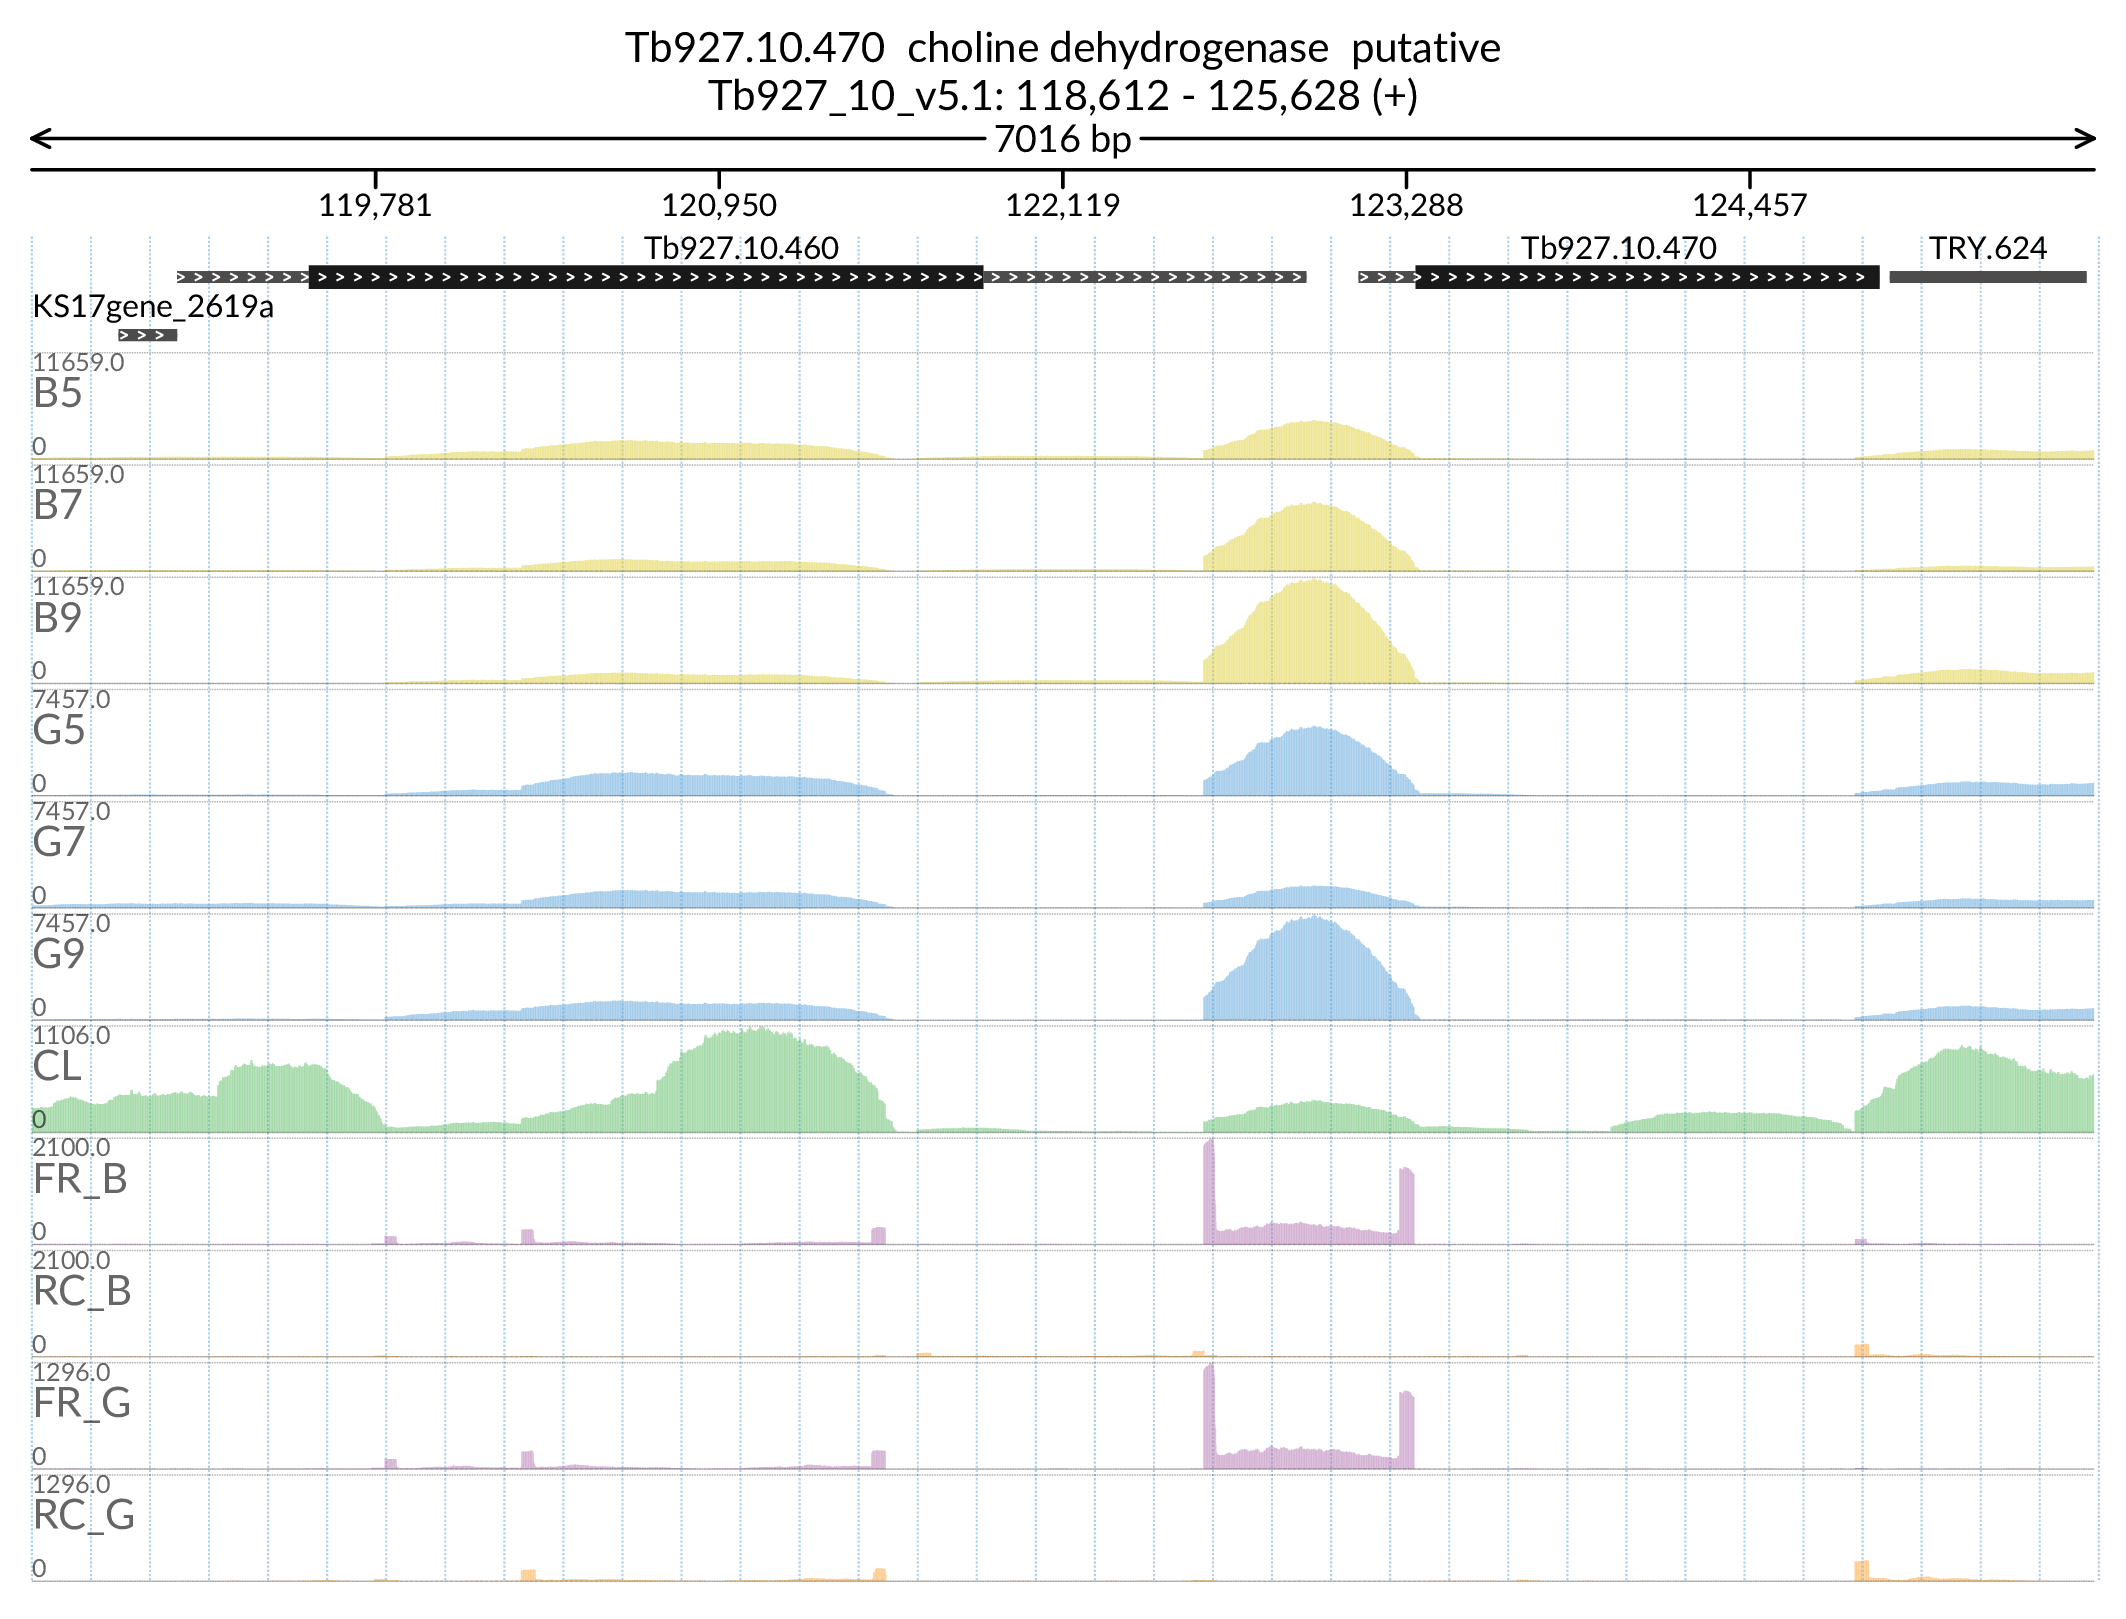 Tb927.10.470  choline dehydrogenase  putative
Tb927_10_v5.1: 118,612 - 125,628 (+)
7016 bp
119,781 120,950 122,119 123,288 124,457
Tb927.10.460 Tb927.10.470 TRY.624
KS17gene_2619a
11659.0
B5
0
11659.0
B7
0
11659.0
B9
0
7457.0
G5
0
7457.0
G7
0
7457.0
G9
0
1106.0
CL
0
2100.0
FR_B
0
2100.0
RC_B
0
1296.0
FR_G
0
1296.0
RC_G
0